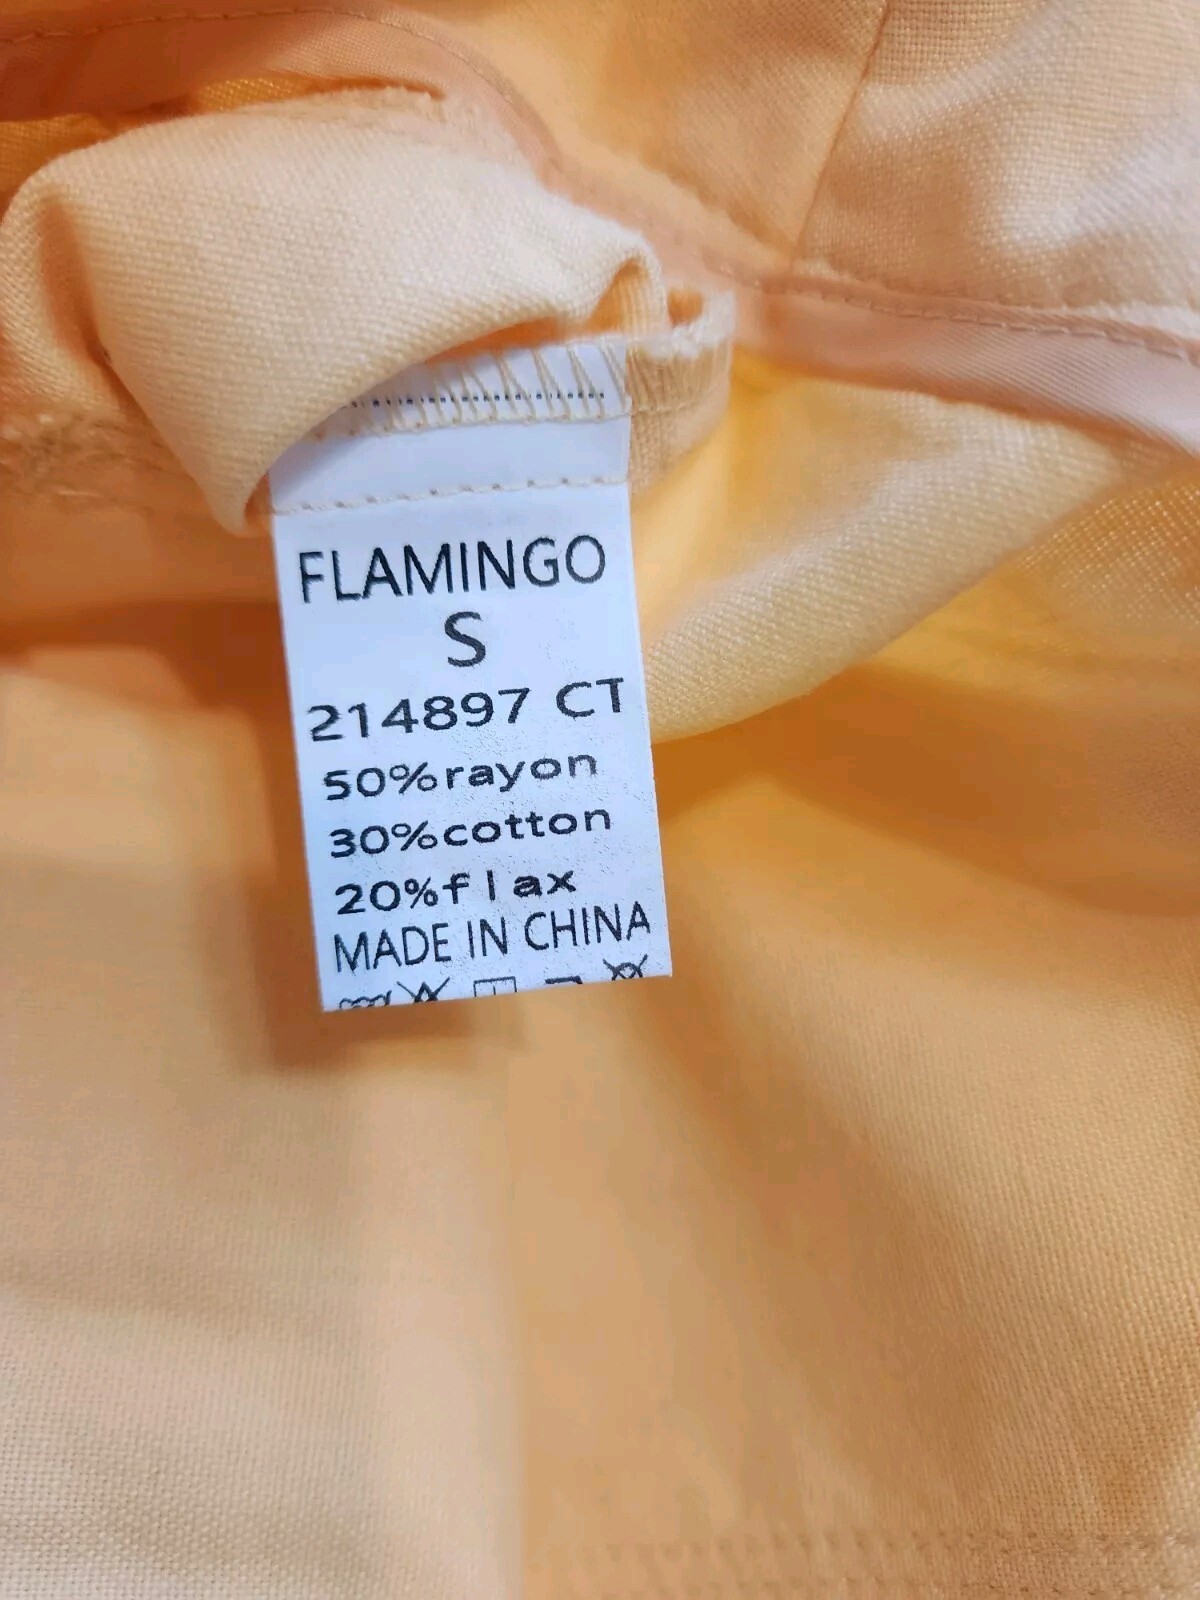 FLAMINGO
S
214897 CT
50%rayon
30%cotton
20%flax
MADE IN CHINA